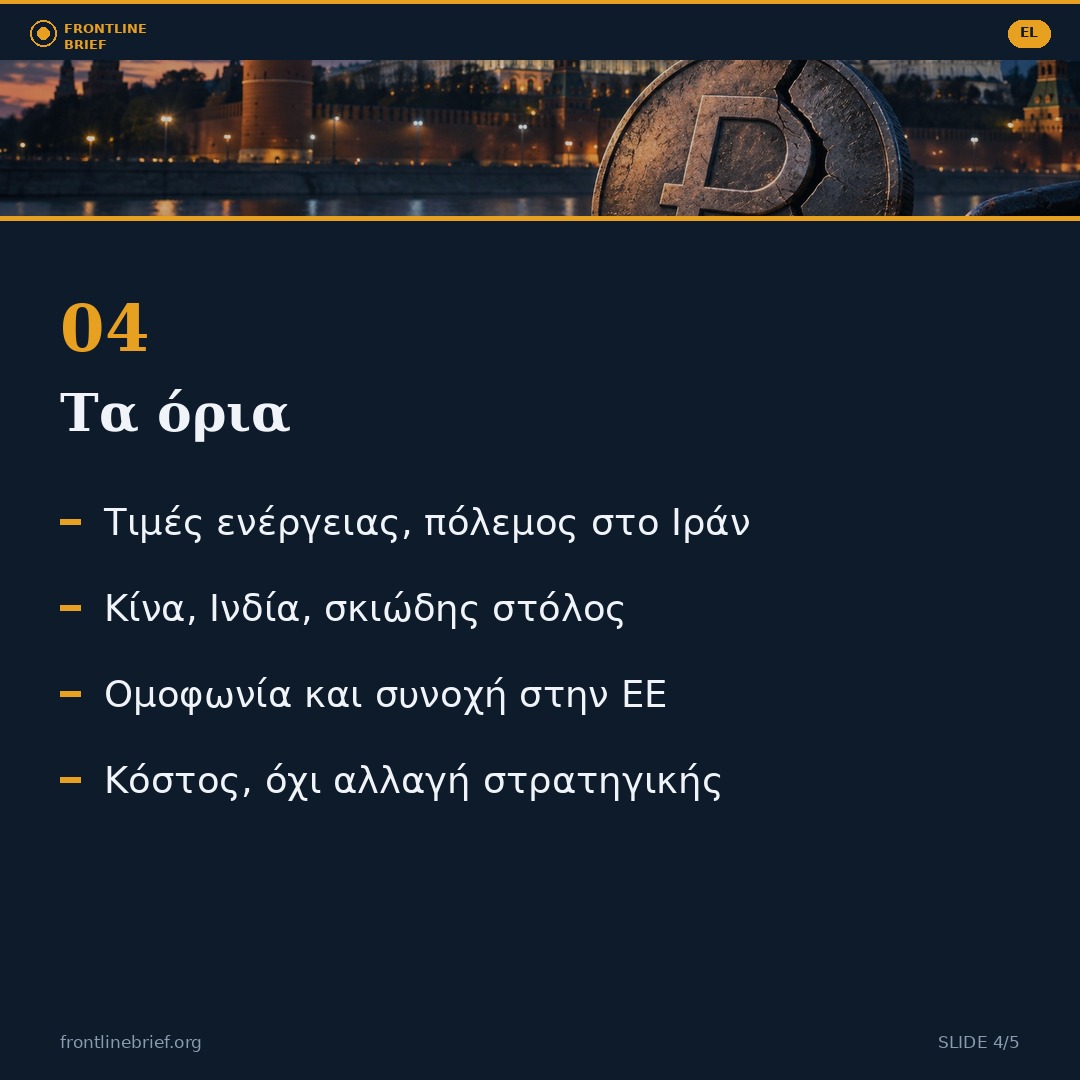 FRONTLINE
BRIEF
EL
04
Τα όρια
Τιμές ενέργειας, πόλεμος στο Ιράν
Κίνα, Ινδία, σκιώδης στόλος
Ομοφωνία και συνοχή στην ΕΕ
Κόστος, όχι αλλαγή στρατηγικής
frontlinebrief.org
SLIDE 4/5